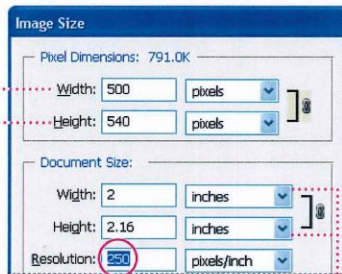 Image Size
Pixel Dimensions: 791.0K
Width: 500 pixels
Height: 540 pixels
Document Size:
Width: 2 inches
Height: 2.16 inches
Resolution: 250 pixels/inch